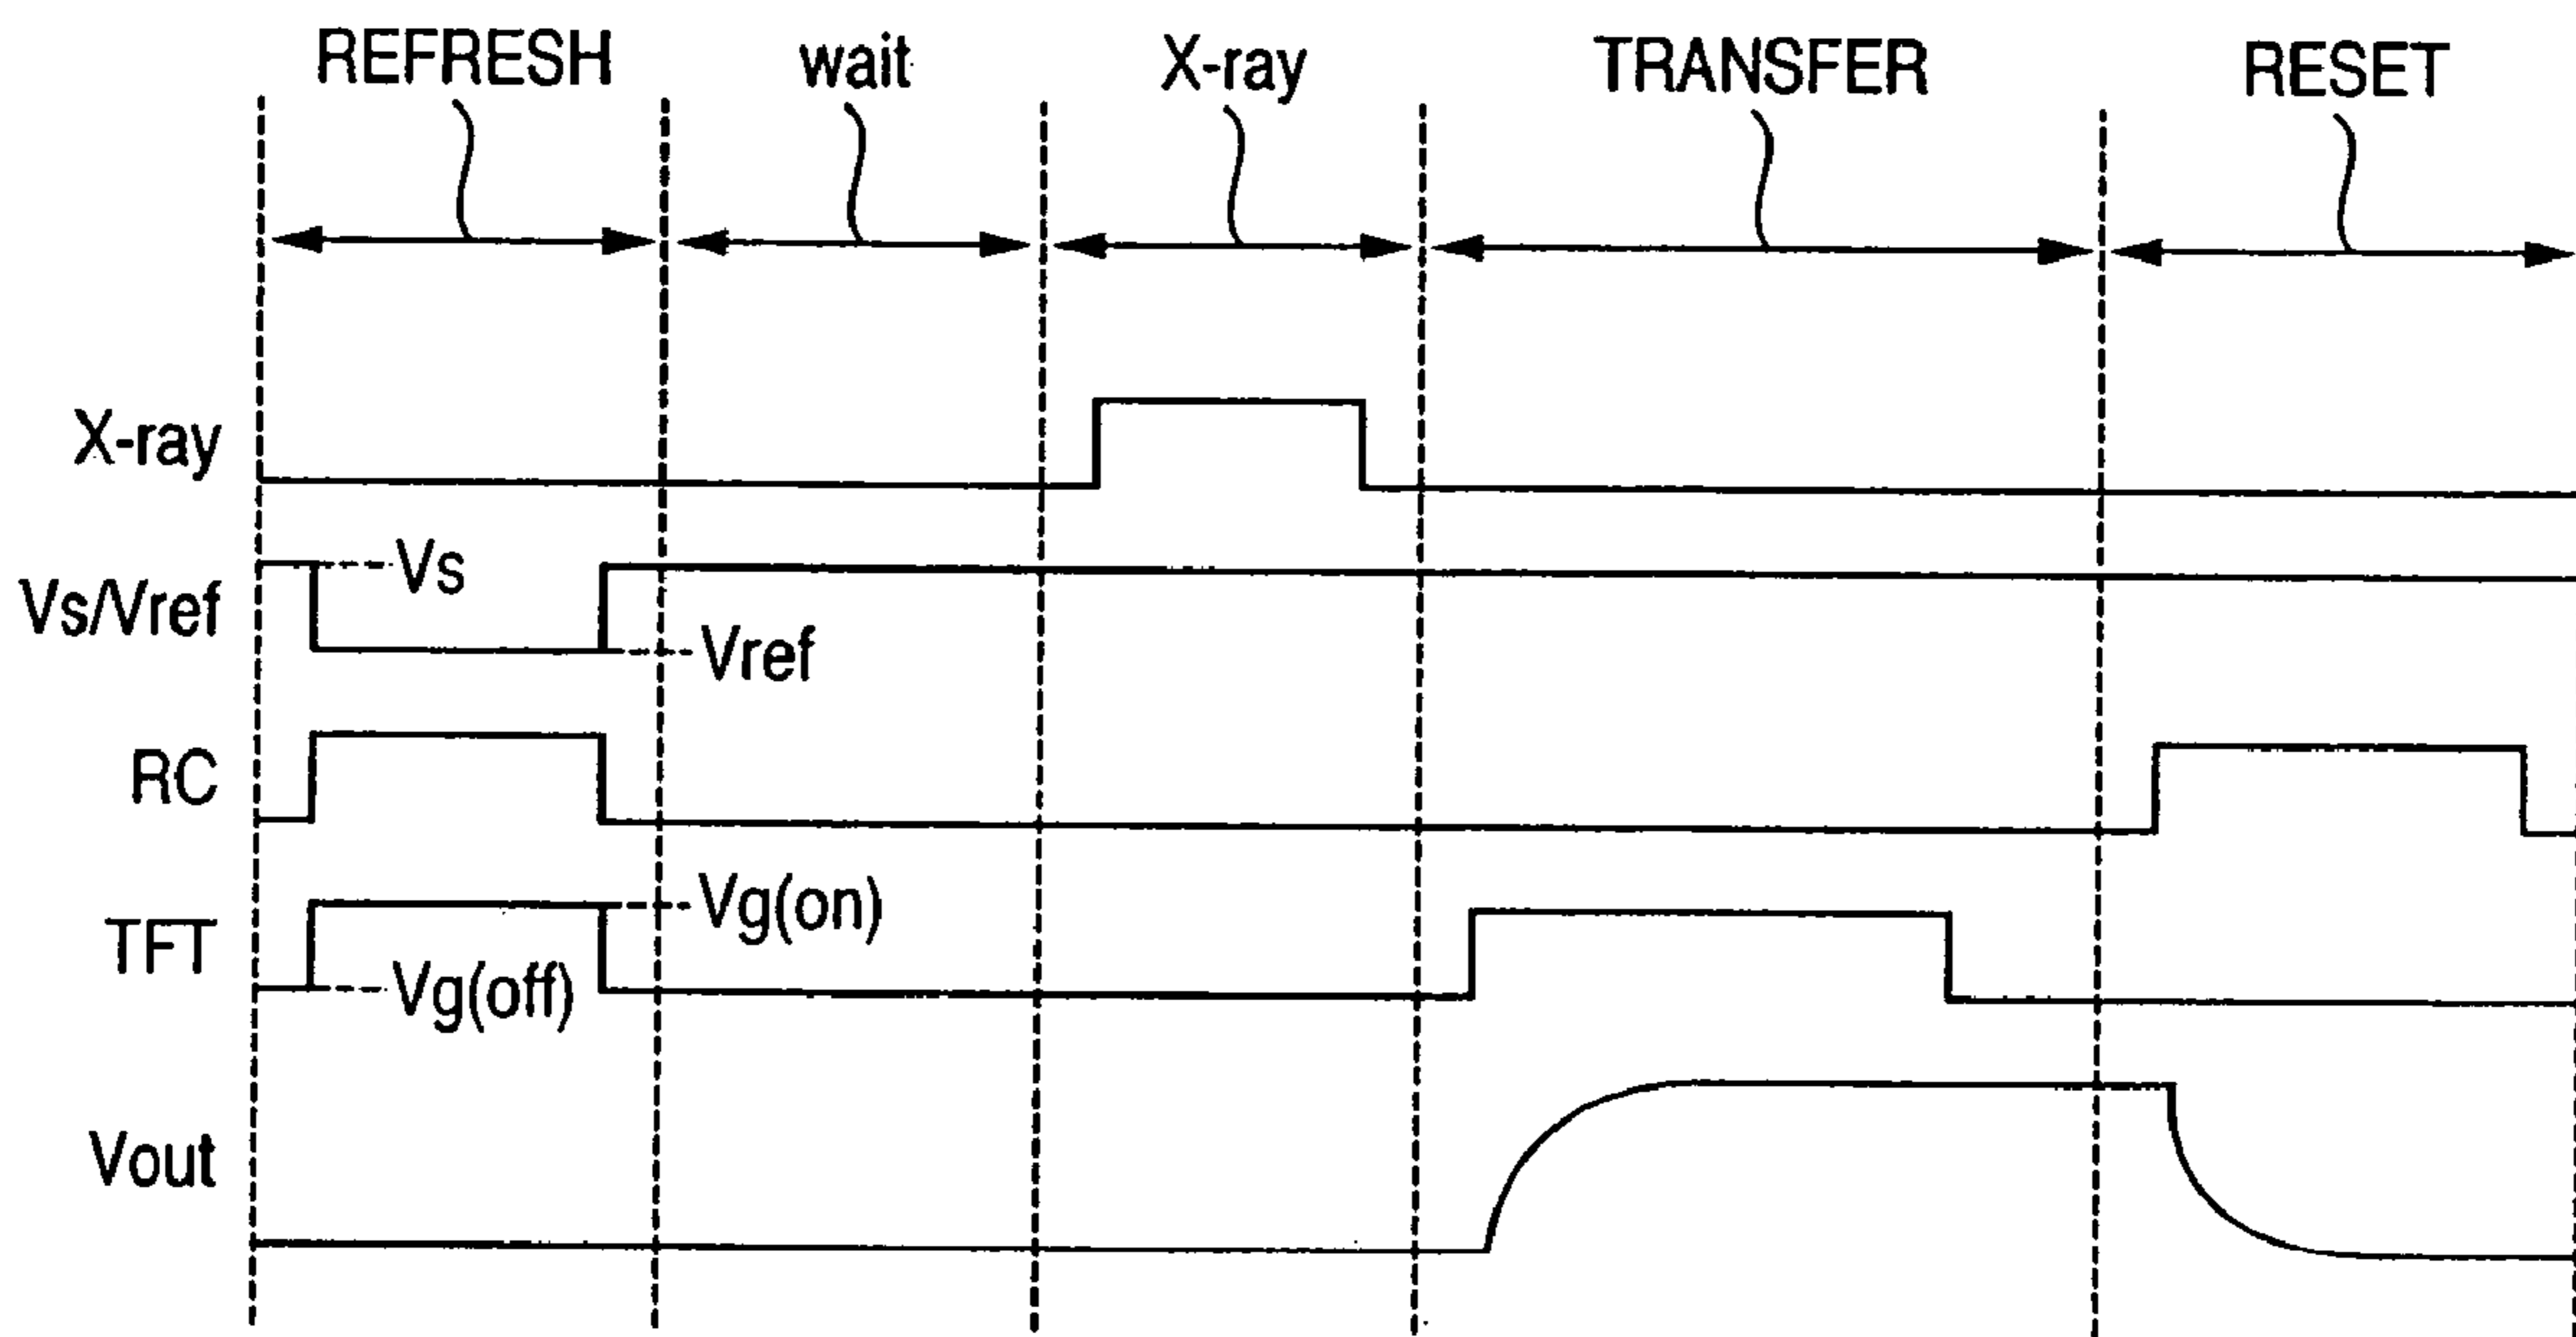 REFRESH wait X-ray TRANSFER RESET
X-ray
Vs
Vs/Vref
Vref
RC
Vg(on)
TFT
Vg(off)
Vout